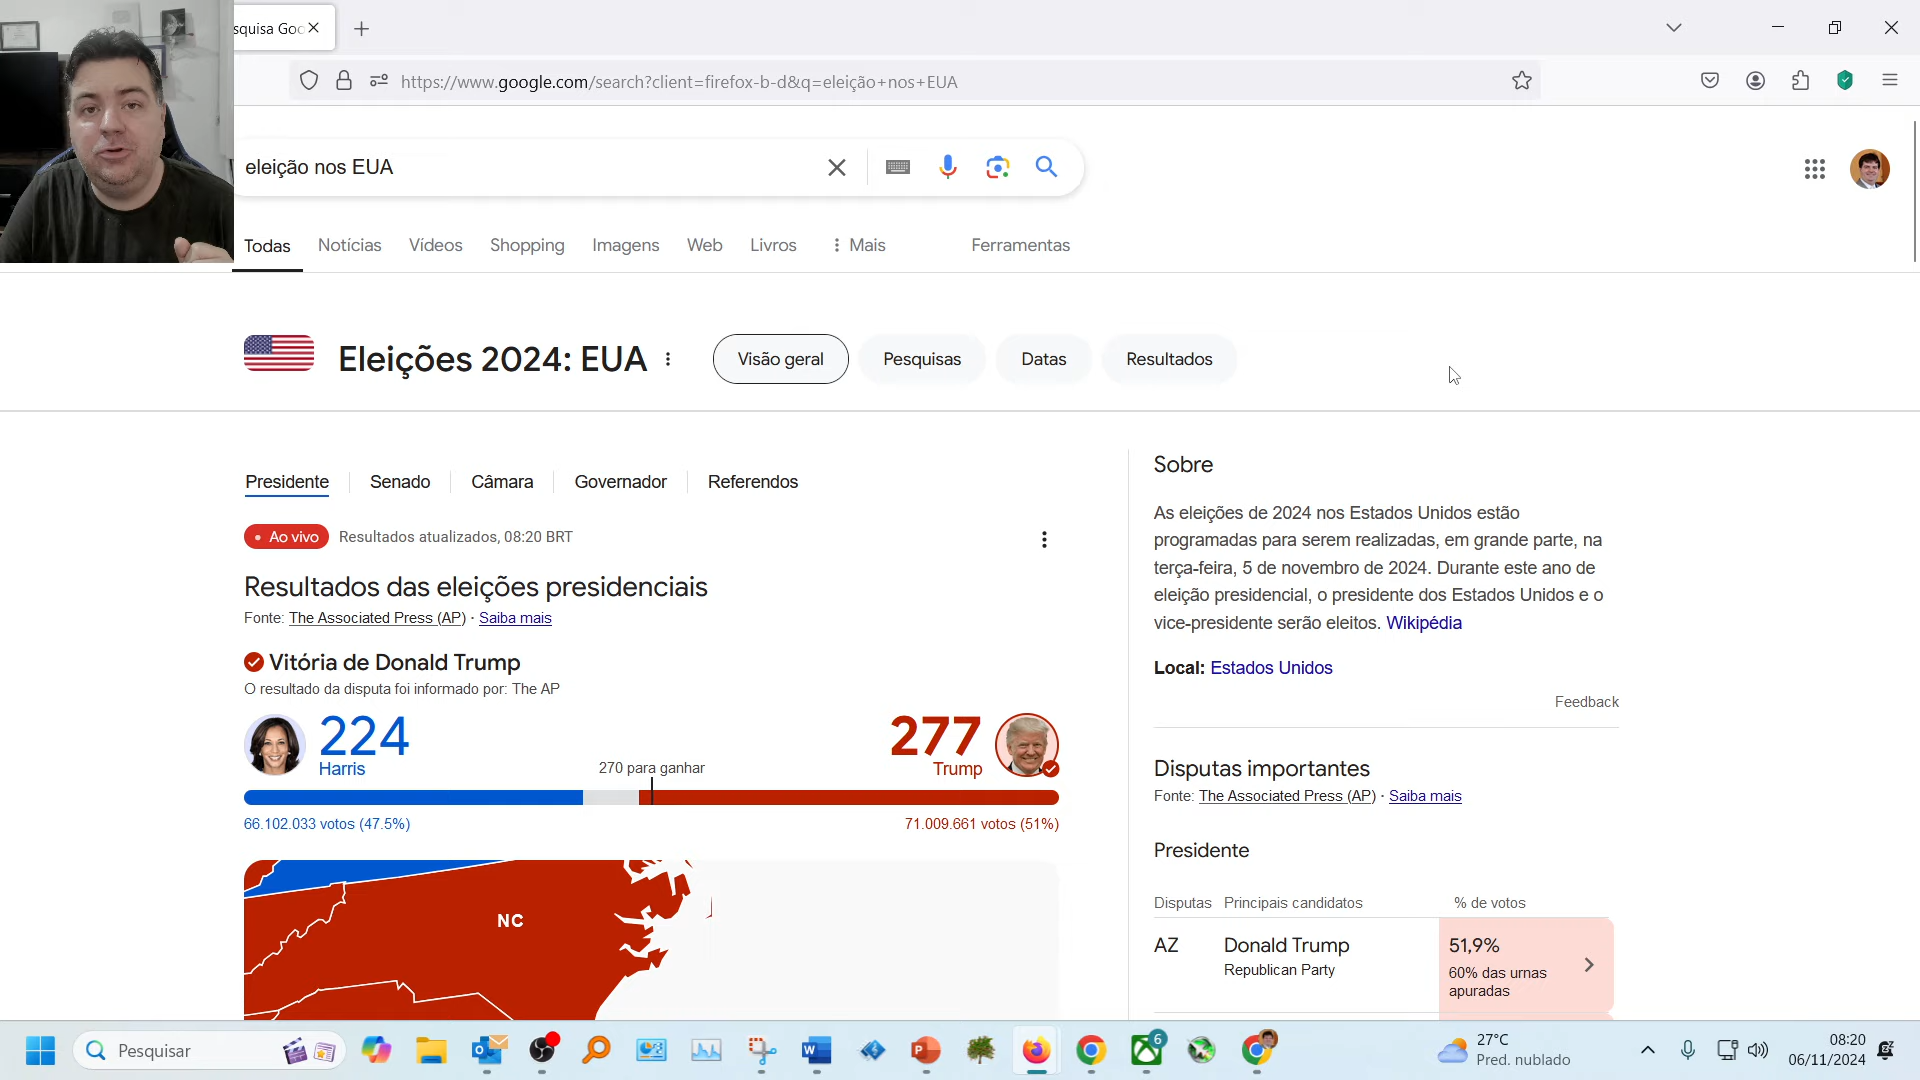 squisa Goo
https://www.google.com/search?client=firefox-b-d&q=eleição+nos+EUA
eleição nos EUA
Todas Notícias Vídeos Shopping Imagens Web Livros Mais Ferramentas
Eleições 2024: EUA
Visão geral Pesquisas Datas Resultados
Presidente Senado Câmara Governador Referendos
Ao vivo Resultados atualizados, 08:20 BRT
Resultados das eleições presidenciais
Fonte: The Associated Press (AP) · Saiba mais
Vitória de Donald Trump
O resultado da disputa foi informado por: The AP
224
Harris
270 para ganhar
277
Trump
66.102.033 votos (47.5%)
71.009.661 votos (51%)
NC
Sobre
As eleições de 2024 nos Estados Unidos estão
programadas para serem realizadas, em grande parte, na
terça-feira, 5 de novembro de 2024. Durante este ano de
eleição presidencial, o presidente dos Estados Unidos e o
vice-presidente serão eleitos. Wikipédia
Local: Estados Unidos
Feedback
Disputas importantes
Fonte: The Associated Press (AP) · Saiba mais
Presidente
Disputas Principais candidatos % de votos
AZ Donald Trump 51,9%
Republican Party
60% das urnas
apuradas
Pesquisar
6
27°C
Pred. nublado
08:20
06/11/2024